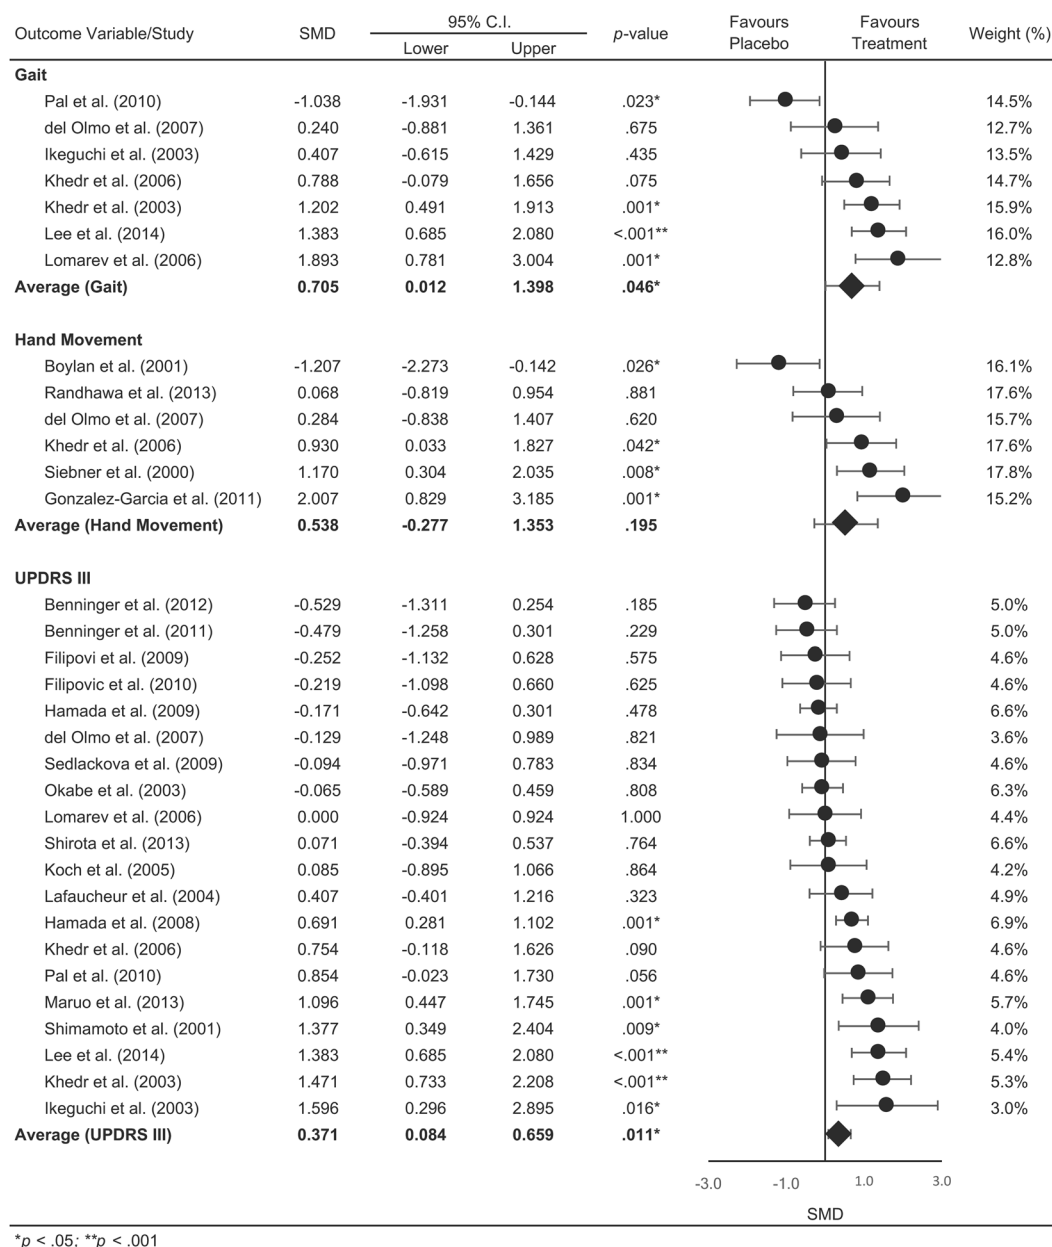 Outcome Variable/Study SMD 95% C.I. Lower Upper p-value Favours Placebo Favours Treatment Weight (%)
Gait
Pal et al. (2010) -1.038 -1.931 -0.144 .023* 14.5%
del Olmo et al. (2007) 0.240 -0.881 1.361 .675 12.7%
Ikeguchi et al. (2003) 0.407 -0.615 1.429 .435 13.5%
Khedr et al. (2006) 0.788 -0.079 1.656 .075 14.7%
Khedr et al. (2003) 1.202 0.491 1.913 .001* 15.9%
Lee et al. (2014) 1.383 0.685 2.080 <.001** 16.0%
Lomarev et al. (2006) 1.893 0.781 3.004 .001* 12.8%
Average (Gait) 0.705 0.012 1.398 .046*
Hand Movement
Boylan et al. (2001) -1.207 -2.273 -0.142 .026* 16.1%
Randhawa et al. (2013) 0.068 -0.819 0.954 .881 17.6%
del Olmo et al. (2007) 0.284 -0.838 1.407 .620 15.7%
Khedr et al. (2006) 0.930 0.033 1.827 .042* 17.6%
Siebner et al. (2000) 1.170 0.304 2.035 .008* 17.8%
Gonzalez-Garcia et al. (2011) 2.007 0.829 3.185 .001* 15.2%
Average (Hand Movement) 0.538 -0.277 1.353 .195
UPDRS III
Benninger et al. (2012) -0.529 -1.311 0.254 .185 5.0%
Benninger et al. (2011) -0.479 -1.258 0.301 .229 5.0%
Filipovi et al. (2009) -0.252 -1.132 0.628 .575 4.6%
Filipovic et al. (2010) -0.219 -1.098 0.660 .625 4.6%
Hamada et al. (2009) -0.171 -0.642 0.301 .478 6.6%
del Olmo et al. (2007) -0.129 -1.248 0.989 .821 3.6%
Sedlackova et al. (2009) -0.094 -0.971 0.783 .834 4.6%
Okabe et al. (2003) -0.065 -0.589 0.459 .808 6.3%
Lomarev et al. (2006) 0.000 -0.924 0.924 1.000 4.4%
Shirota et al. (2013) 0.071 -0.394 0.537 .764 6.6%
Koch et al. (2005) 0.085 -0.895 1.066 .864 4.2%
Lafaucheur et al. (2004) 0.407 -0.401 1.216 .323 4.9%
Hamada et al. (2008) 0.691 0.281 1.102 .001* 6.9%
Khedr et al. (2006) 0.754 -0.118 1.626 .090 4.6%
Pal et al. (2010) 0.854 -0.023 1.730 .056 4.6%
Maruo et al. (2013) 1.096 0.447 1.745 .001* 5.7%
Shimamoto et al. (2001) 1.377 0.349 2.404 .009* 4.0%
Lee et al. (2014) 1.383 0.685 2.080 <.001** 5.4%
Khedr et al. (2003) 1.471 0.733 2.208 <.001** 5.3%
Ikeguchi et al. (2003) 1.596 0.296 2.895 .016* 3.0%
Average (UPDRS III) 0.371 0.084 0.659 .011*
-3.0 -1.0 1.0 3.0
SMD
*p < .05; **p < .001